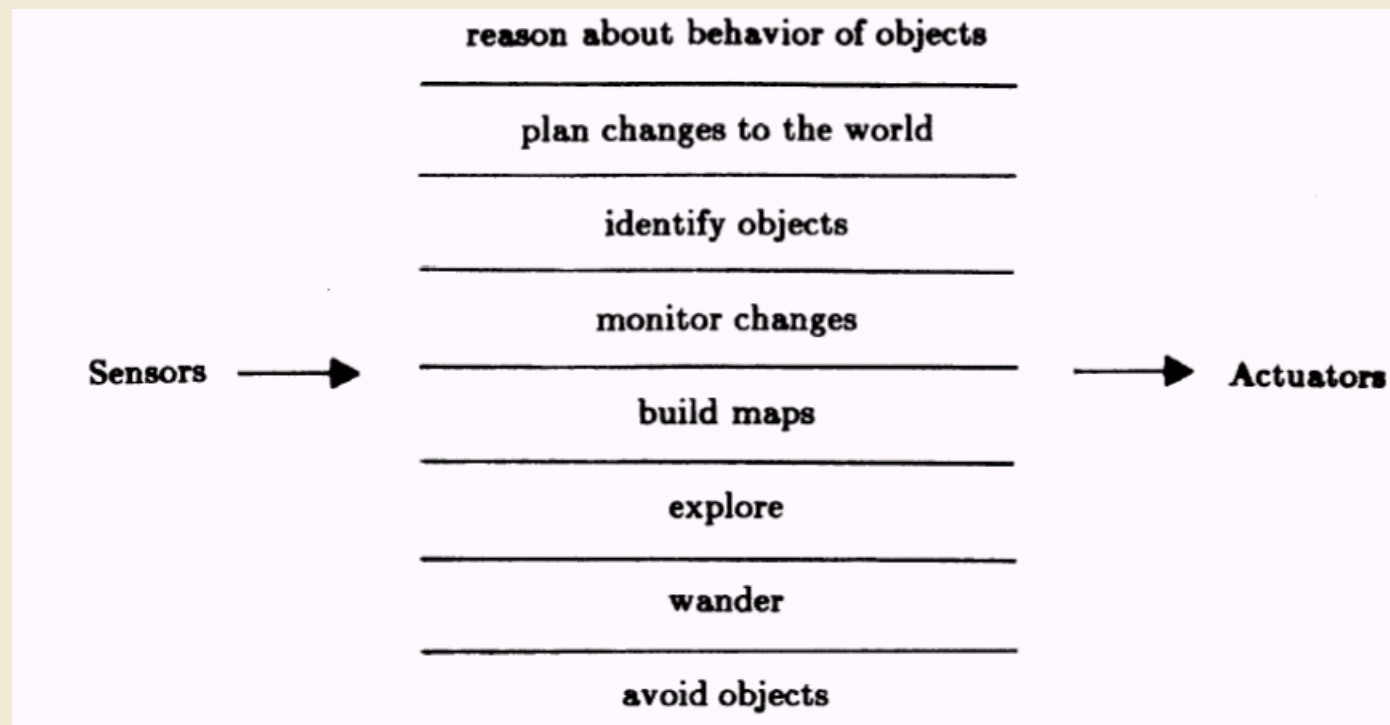 reason about behavior of objects
plan changes to the world
identify objects
monitor changes
Sensors
Actuators
build maps
explore
wander
avoid objects